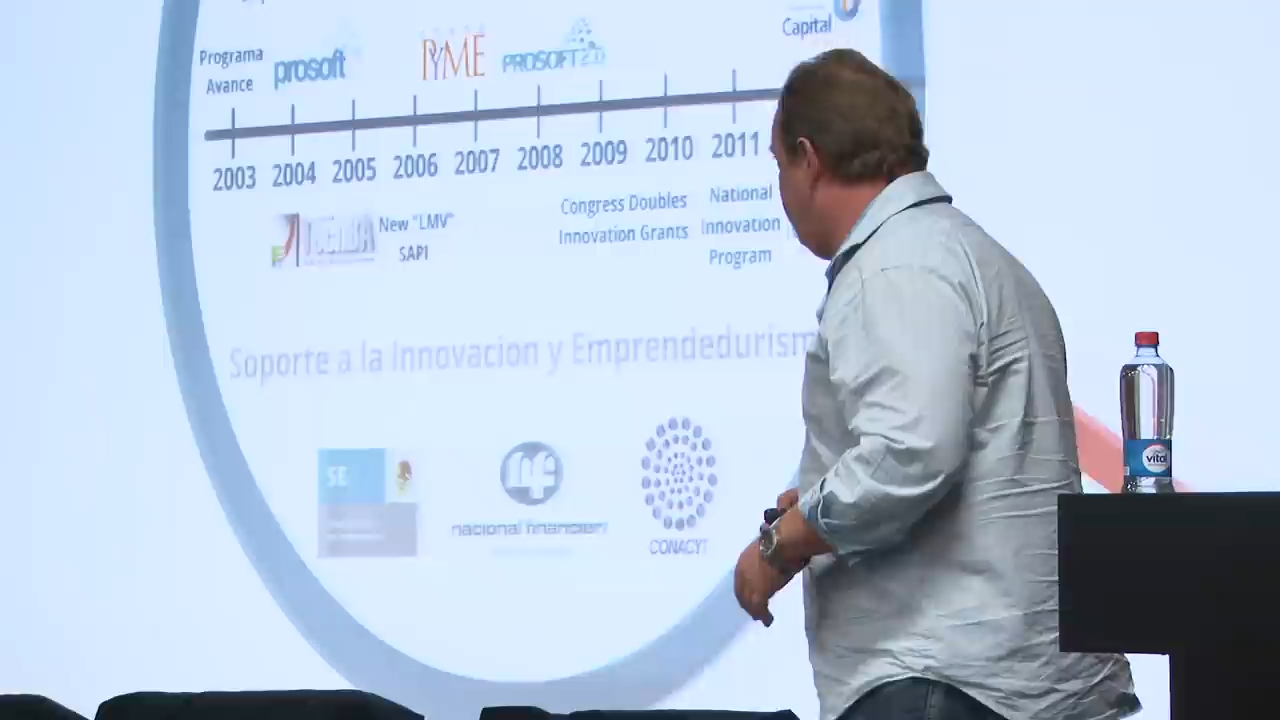 Capital
Programa
Avance
prosoft
PYME
PROSOFT 2.0
2003 2004 2005 2006 2007 2008 2009 2010 2011
New "LMV"
SAPI
Congress Doubles
Innovation Grants
National
Innovation
Program
Soporte a la Innovacion y Emprendedurism
SE
nf
nacional financiera
CONACYT
vital